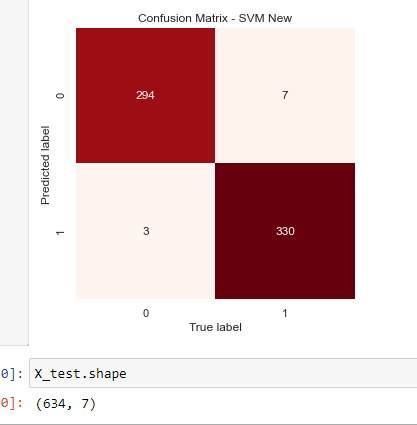 Confusion Matrix - SVM New
Predicted label
0
294
7
1
3
330
0
1
True label
0]:
X_test.shape
0]:
(634, 7)